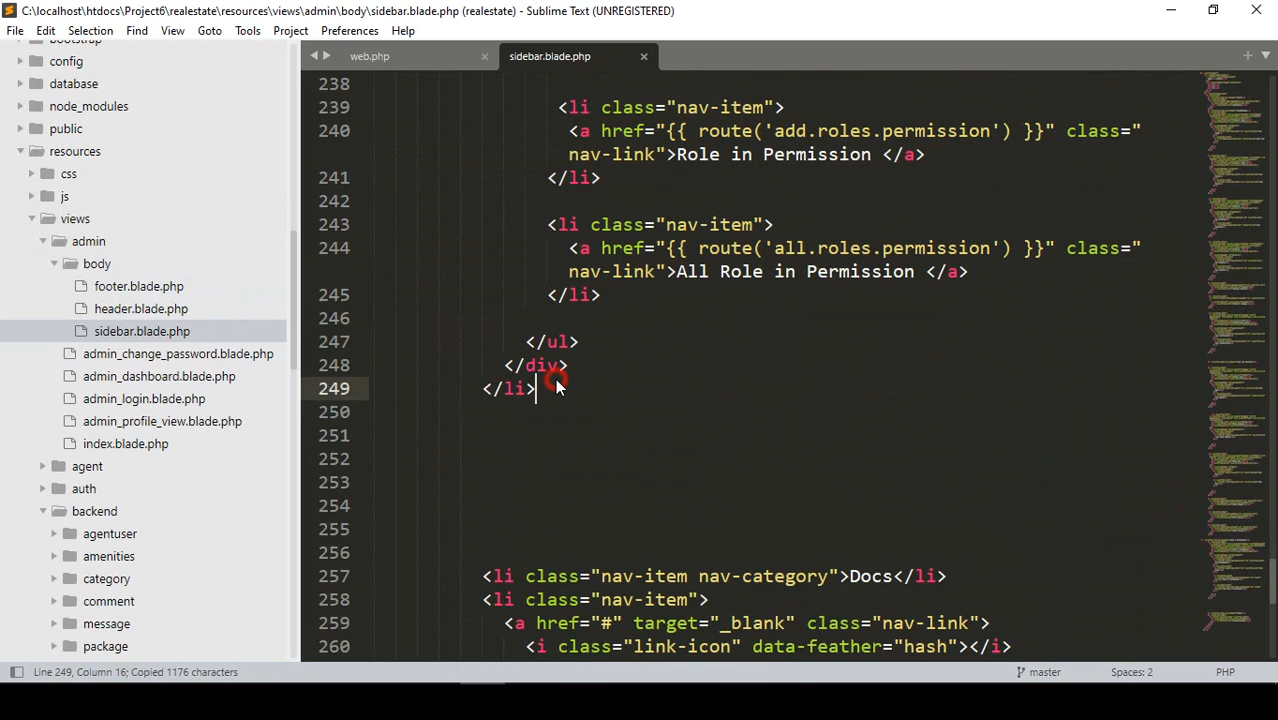 C:\localhost\htdocs\Project6\realestate\resources\views\admin\body\sidebar.blade.php (realestate) - Sublime Text (UNREGISTERED)
File Edit Selection Find View Goto Tools Project Preferences Help
web.php
sidebar.blade.php
bootstrap
config
database
node_modules
public
resources
css
js
views
admin
body
footer.blade.php
header.blade.php
sidebar.blade.php
admin_change_password.blade.php
admin_dashboard.blade.php
admin_login.blade.php
admin_profile_view.blade.php
index.blade.php
agent
auth
backend
agentuser
amenities
category
comment
message
package
238
239 <li class="nav-item">
240 <a href="{{ route('add.roles.permission') }}" class="
nav-link">Role in Permission </a>
241 </li>
242
243 <li class="nav-item">
244 <a href="{{ route('all.roles.permission') }}" class="
nav-link">All Role in Permission </a>
245 </li>
246
247 </ul>
248 </div>
249 </li>
250
251
252
253
254
255
256
257 <li class="nav-item nav-category">Docs</li>
258 <li class="nav-item">
259 <a href="#" target="_blank" class="nav-link">
260 <i class="link-icon" data-feather="hash"></i>
Line 249, Column 16; Copied 1176 characters
master
Spaces: 2
PHP